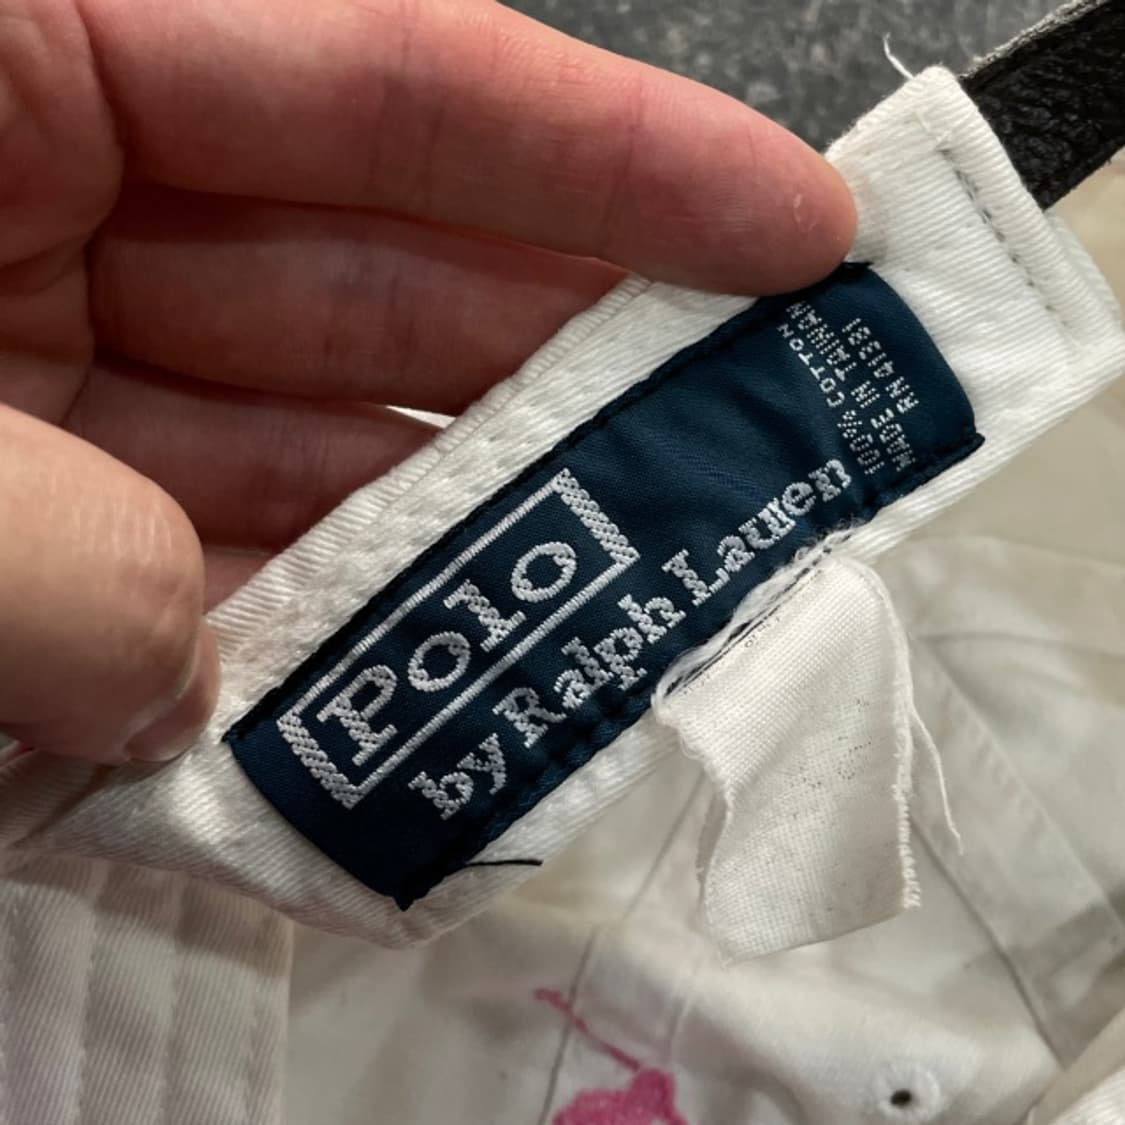 POLO
by Ralph Lauren
100% COTTON
MADE IN TAIWAN
RN 41381